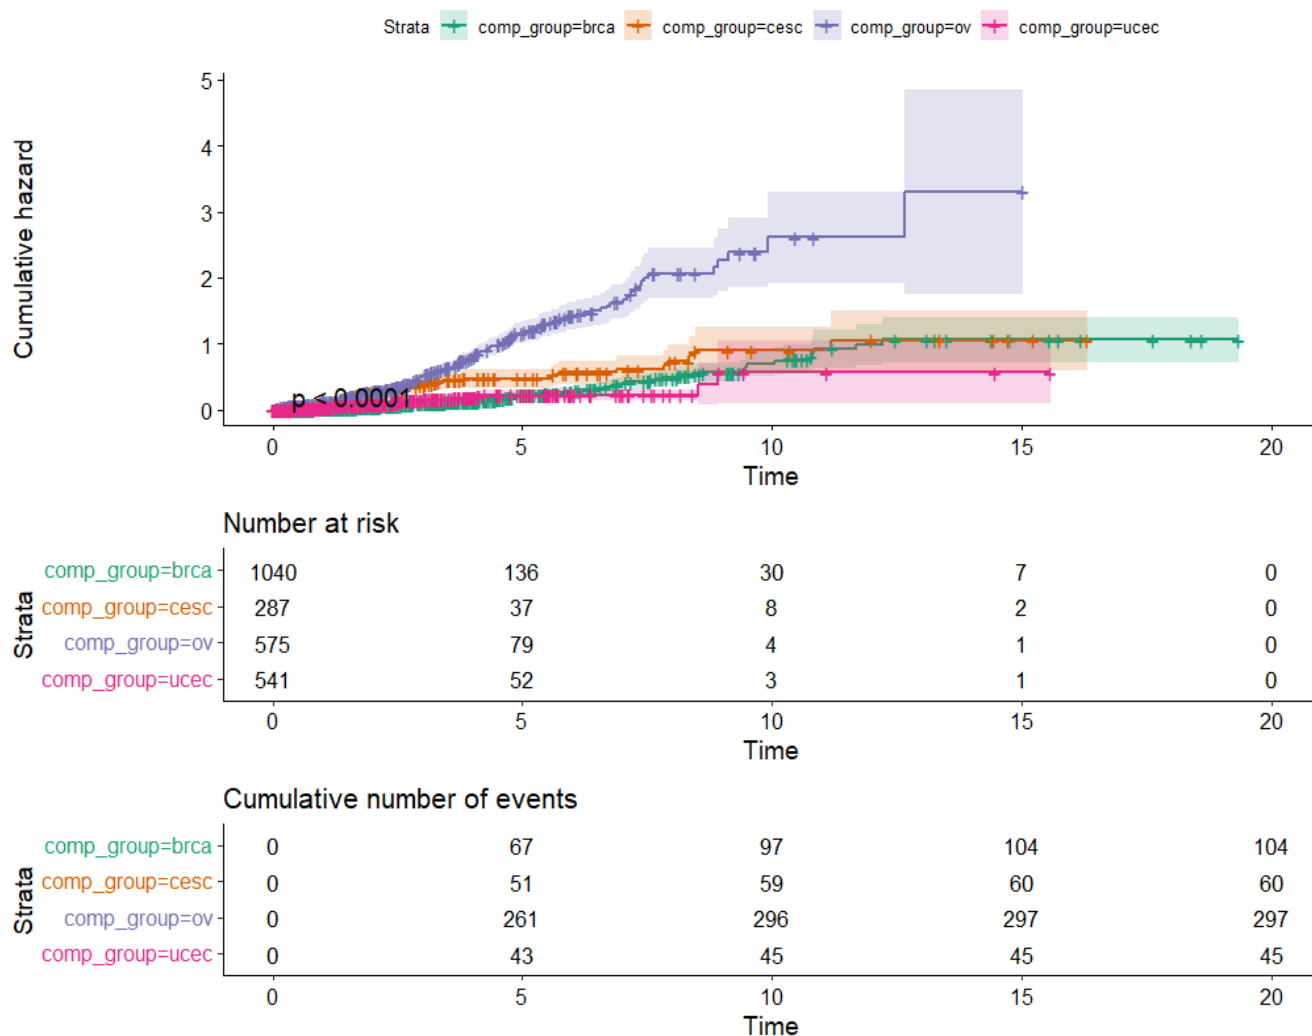 Strata comp_group=brca comp_group=cesc comp_group=ov comp_group=ucec
Cumulative hazard
5
4
3
2
1
0
p < 0.0001
0 5 10 15 20
Time
Number at risk
Strata
comp_group=brca 1040 136 30 7 0
comp_group=cesc 287 37 8 2 0
comp_group=ov 575 79 4 1 0
comp_group=ucec 541 52 3 1 0
0 5 10 15 20
Time
Cumulative number of events
Strata
comp_group=brca 0 67 97 104 104
comp_group=cesc 0 51 59 60 60
comp_group=ov 0 261 296 297 297
comp_group=ucec 0 43 45 45 45
0 5 10 15 20
Time